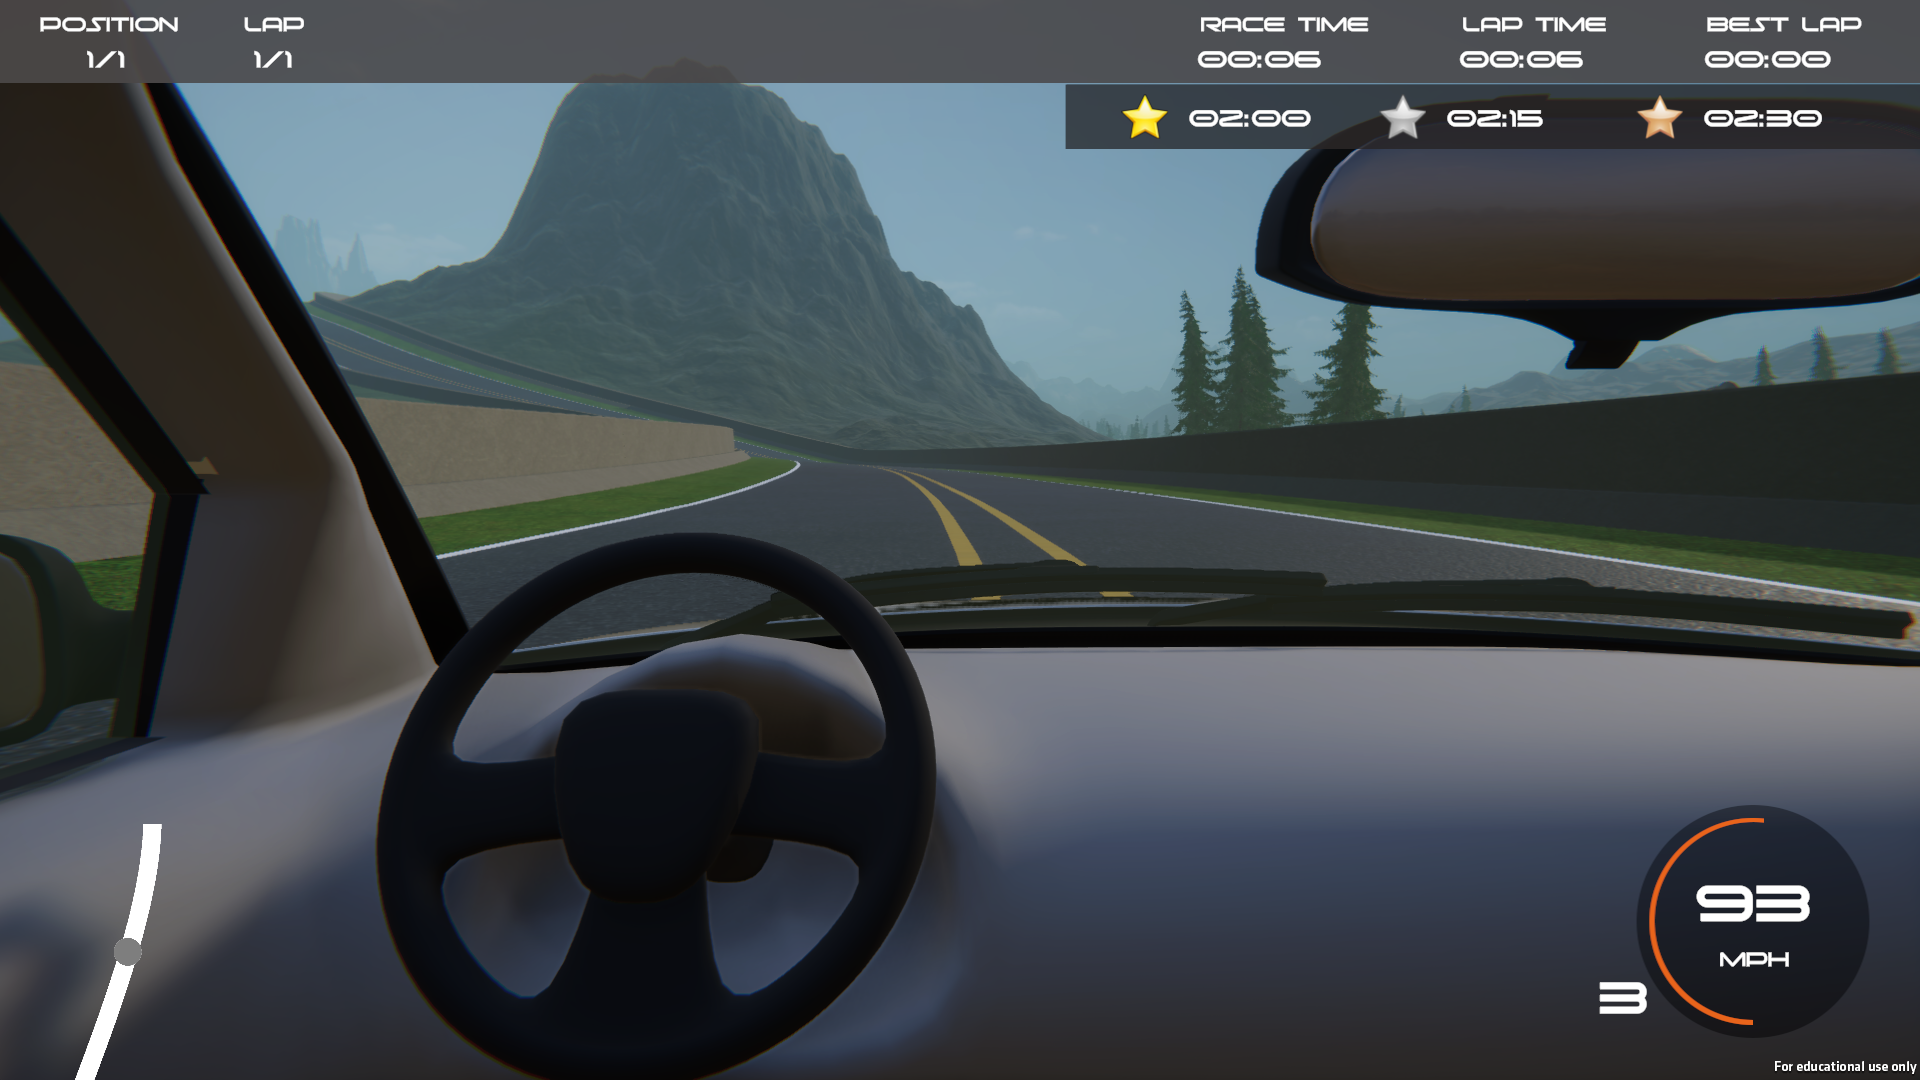 POSITION LAP RACE TIME LAP TIME BEST LAP
1/1 1/1 00:06 00:06 00:00
02:00 02:15 02:30
93
MPH
3
For educational use only